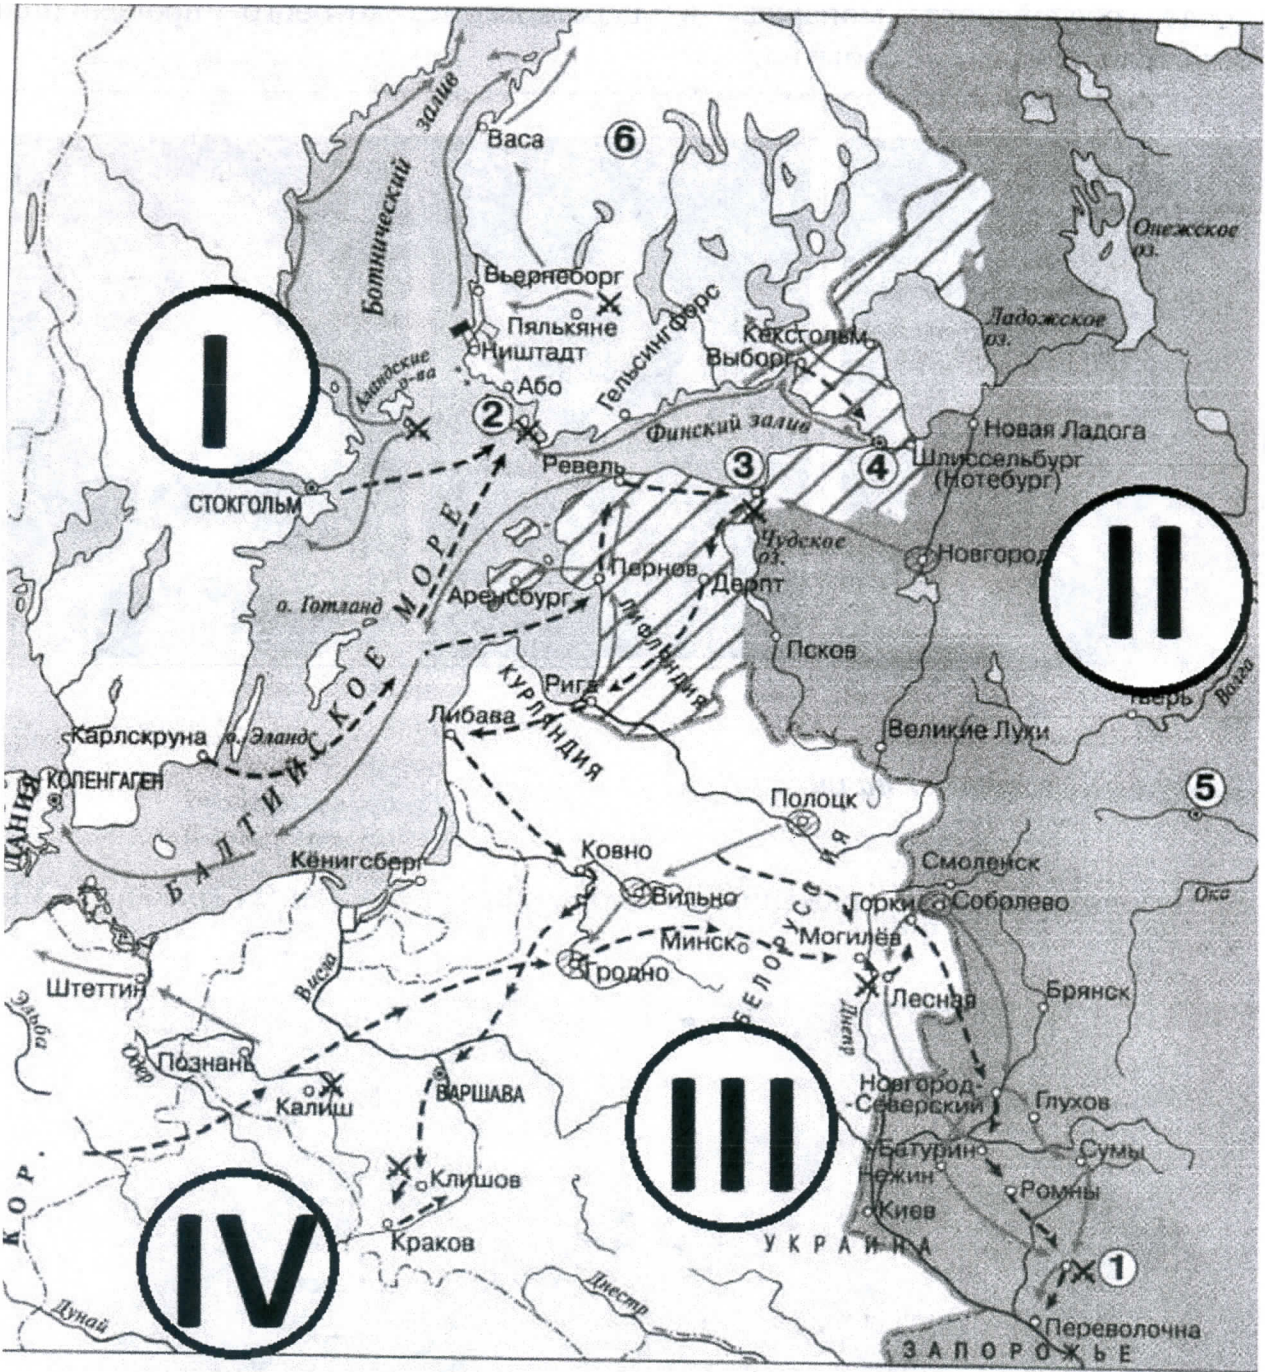 Ботнический
залив
Васа
6
Онежское
оз.
Вьернеборг
Пялькяне
Ништадт
Або
Гельсингфорс
Кексгольм
Выборг
Ладожское
оз.
I
Аландские
о-ва
2
Финский залив
Новая Ладога
СТОКГОЛЬМ
Ревель
3
4
Шлиссельбург
(Нотебург)
II
Чудское
оз.
Новгород
Пернов
Дерпт
Аренсбург
о. Готланд
ЛИФЛЯНДИЯ
Псков
КУРЛЯНДИЯ
Рига
Либава
Великие Луки
Тверь
Волга
Карлскруна
о. Эланд
БАЛТИЙСКОЕ МОРЕ
КОПЕНГАГЕН
ДАНИЯ
5
Полоцк
Кёнигсберг
Ковно
Вильно
Смоленск
Соболево
Горки
Ока
Могилёв
Минск
БЕЛОРУССИЯ
Гродно
Лесная
Брянск
Штеттин
Висла
Эльба
Одер
Днепр
Познань
Калиш
ВАРШАВА
III
Новгород-
-Северский
Глухов
Батурин
Сумы
Нежин
Ромны
Клишов
Киев
КОР.
IV
Краков
УКРАИНА
1
Днестр
Дунай
Переволочна
ЗАПОРОЖЬЕ